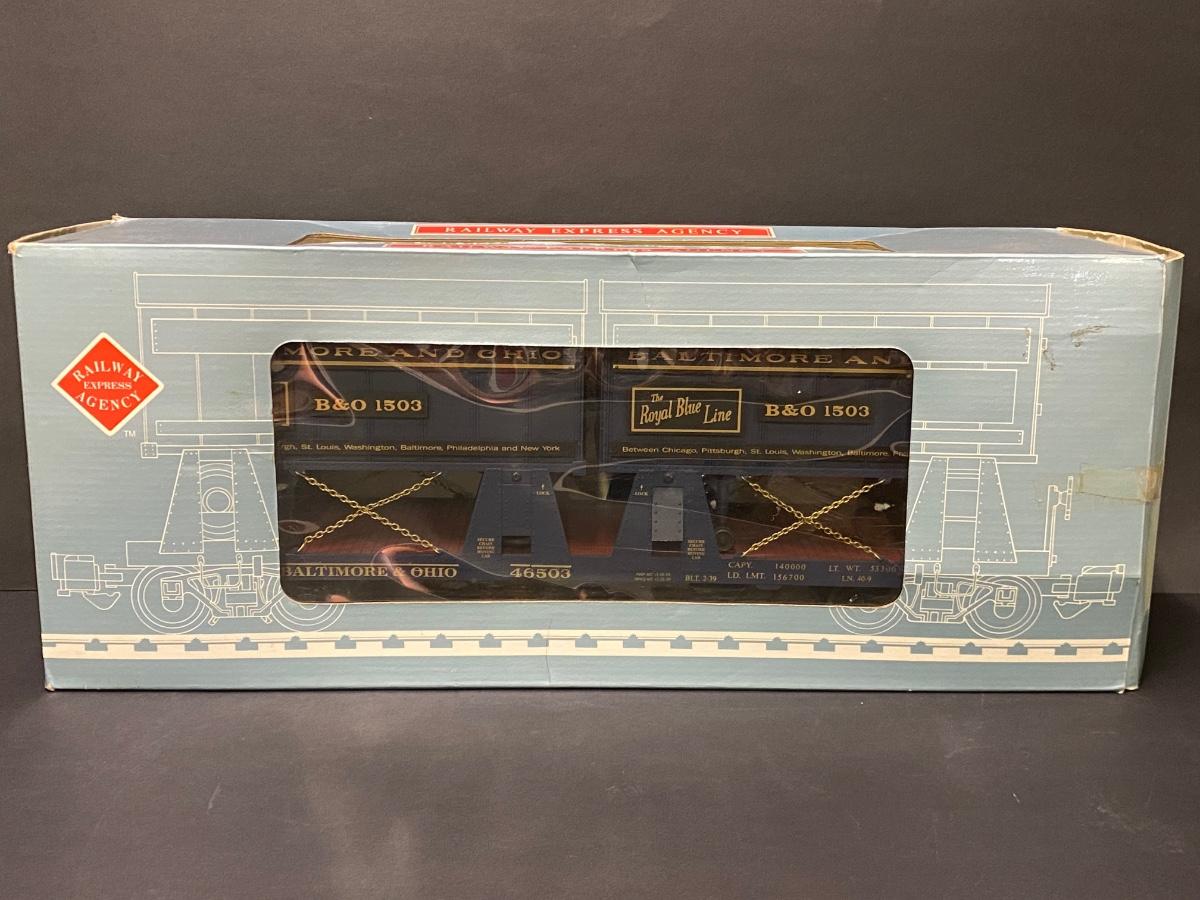 RAILWAY EXPRESS AGENCY
RAILWAY
EXPRESS
AGENCY
TM
MORE AND OHIO
BALTIMORE AN
B&O 1503
The
Royal Blue
Line
B&O 1503
rgh, St. Louis, Washington, Baltimore, Philadelphia and New York
Between Chicago, Pittsburgh, St. Louis, Washington, Baltimore,
LOCK
LOCK
SECURE
CHAIN
BEFORE
MOVING
CAR
SECURE
CHAIN
BEFORE
MOVING
CAR
BALTIMORE & OHIO
46503
BLT. 2-39
CAPY. 140000
LD. LMT. 156700
LT. WT.
LN. 40-9